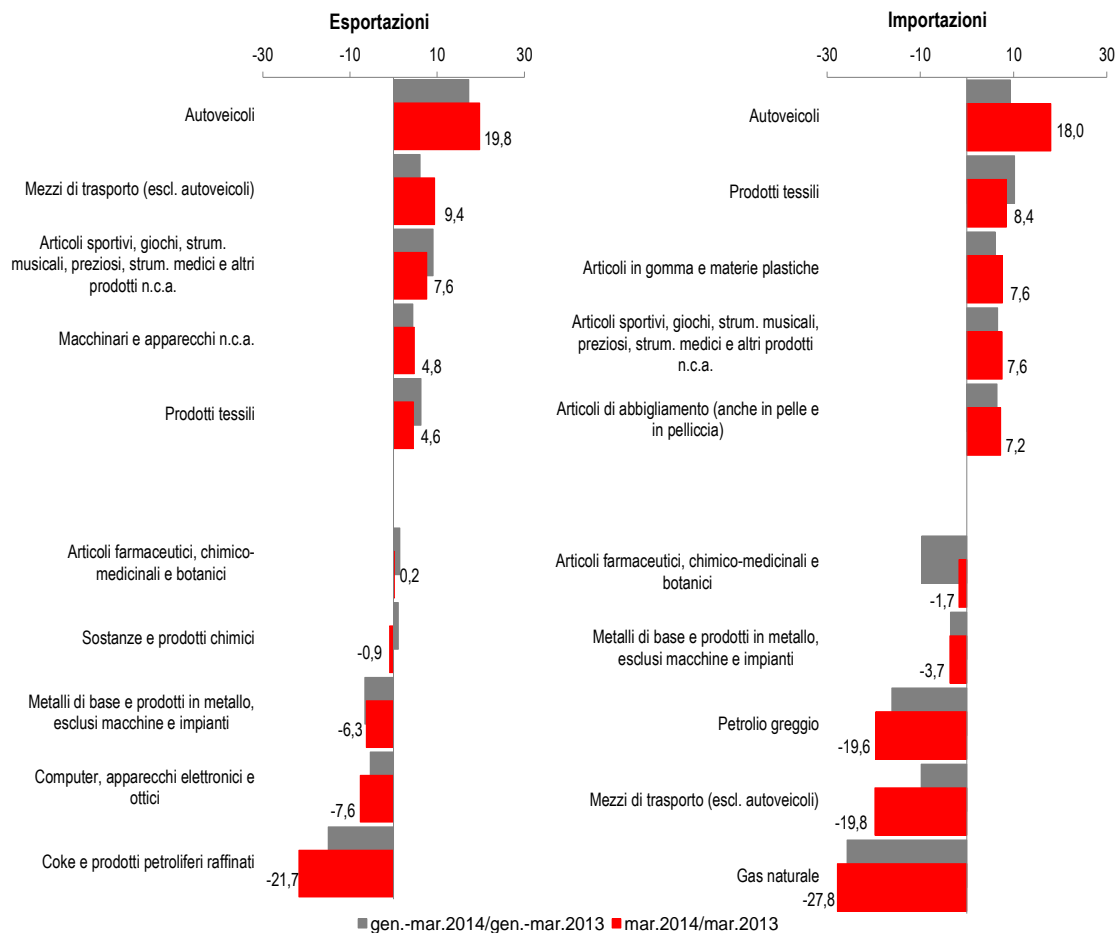 Esportazioni
-30
-10
10
30
Autoveicoli
19,8
Mezzi di trasporto (escl. autoveicoli)
9,4
Articoli sportivi, giochi, strum.
musicali, preziosi, strum. medici e altri
prodotti n.c.a.
7,6
Macchinari e apparecchi n.c.a.
4,8
Prodotti tessili
4,6
Articoli farmaceutici, chimico-
medicinali e botanici
0,2
Sostanze e prodotti chimici
-0,9
Metalli di base e prodotti in metallo,
esclusi macchine e impianti
-6,3
Computer, apparecchi elettronici e
ottici
-7,6
Coke e prodotti petroliferi raffinati
-21,7
Importazioni
-30
-10
10
30
Autoveicoli
18,0
Prodotti tessili
8,4
Articoli in gomma e materie plastiche
7,6
Articoli sportivi, giochi, strum. musicali,
preziosi, strum. medici e altri prodotti
n.c.a.
7,6
Articoli di abbigliamento (anche in pelle e
in pelliccia)
7,2
Articoli farmaceutici, chimico-medicinali e
botanici
-1,7
Metalli di base e prodotti in metallo,
esclusi macchine e impianti
-3,7
Petrolio greggio
-19,6
Mezzi di trasporto (escl. autoveicoli)
-19,8
Gas naturale
-27,8
gen.-mar.2014/gen.-mar.2013
mar.2014/mar.2013